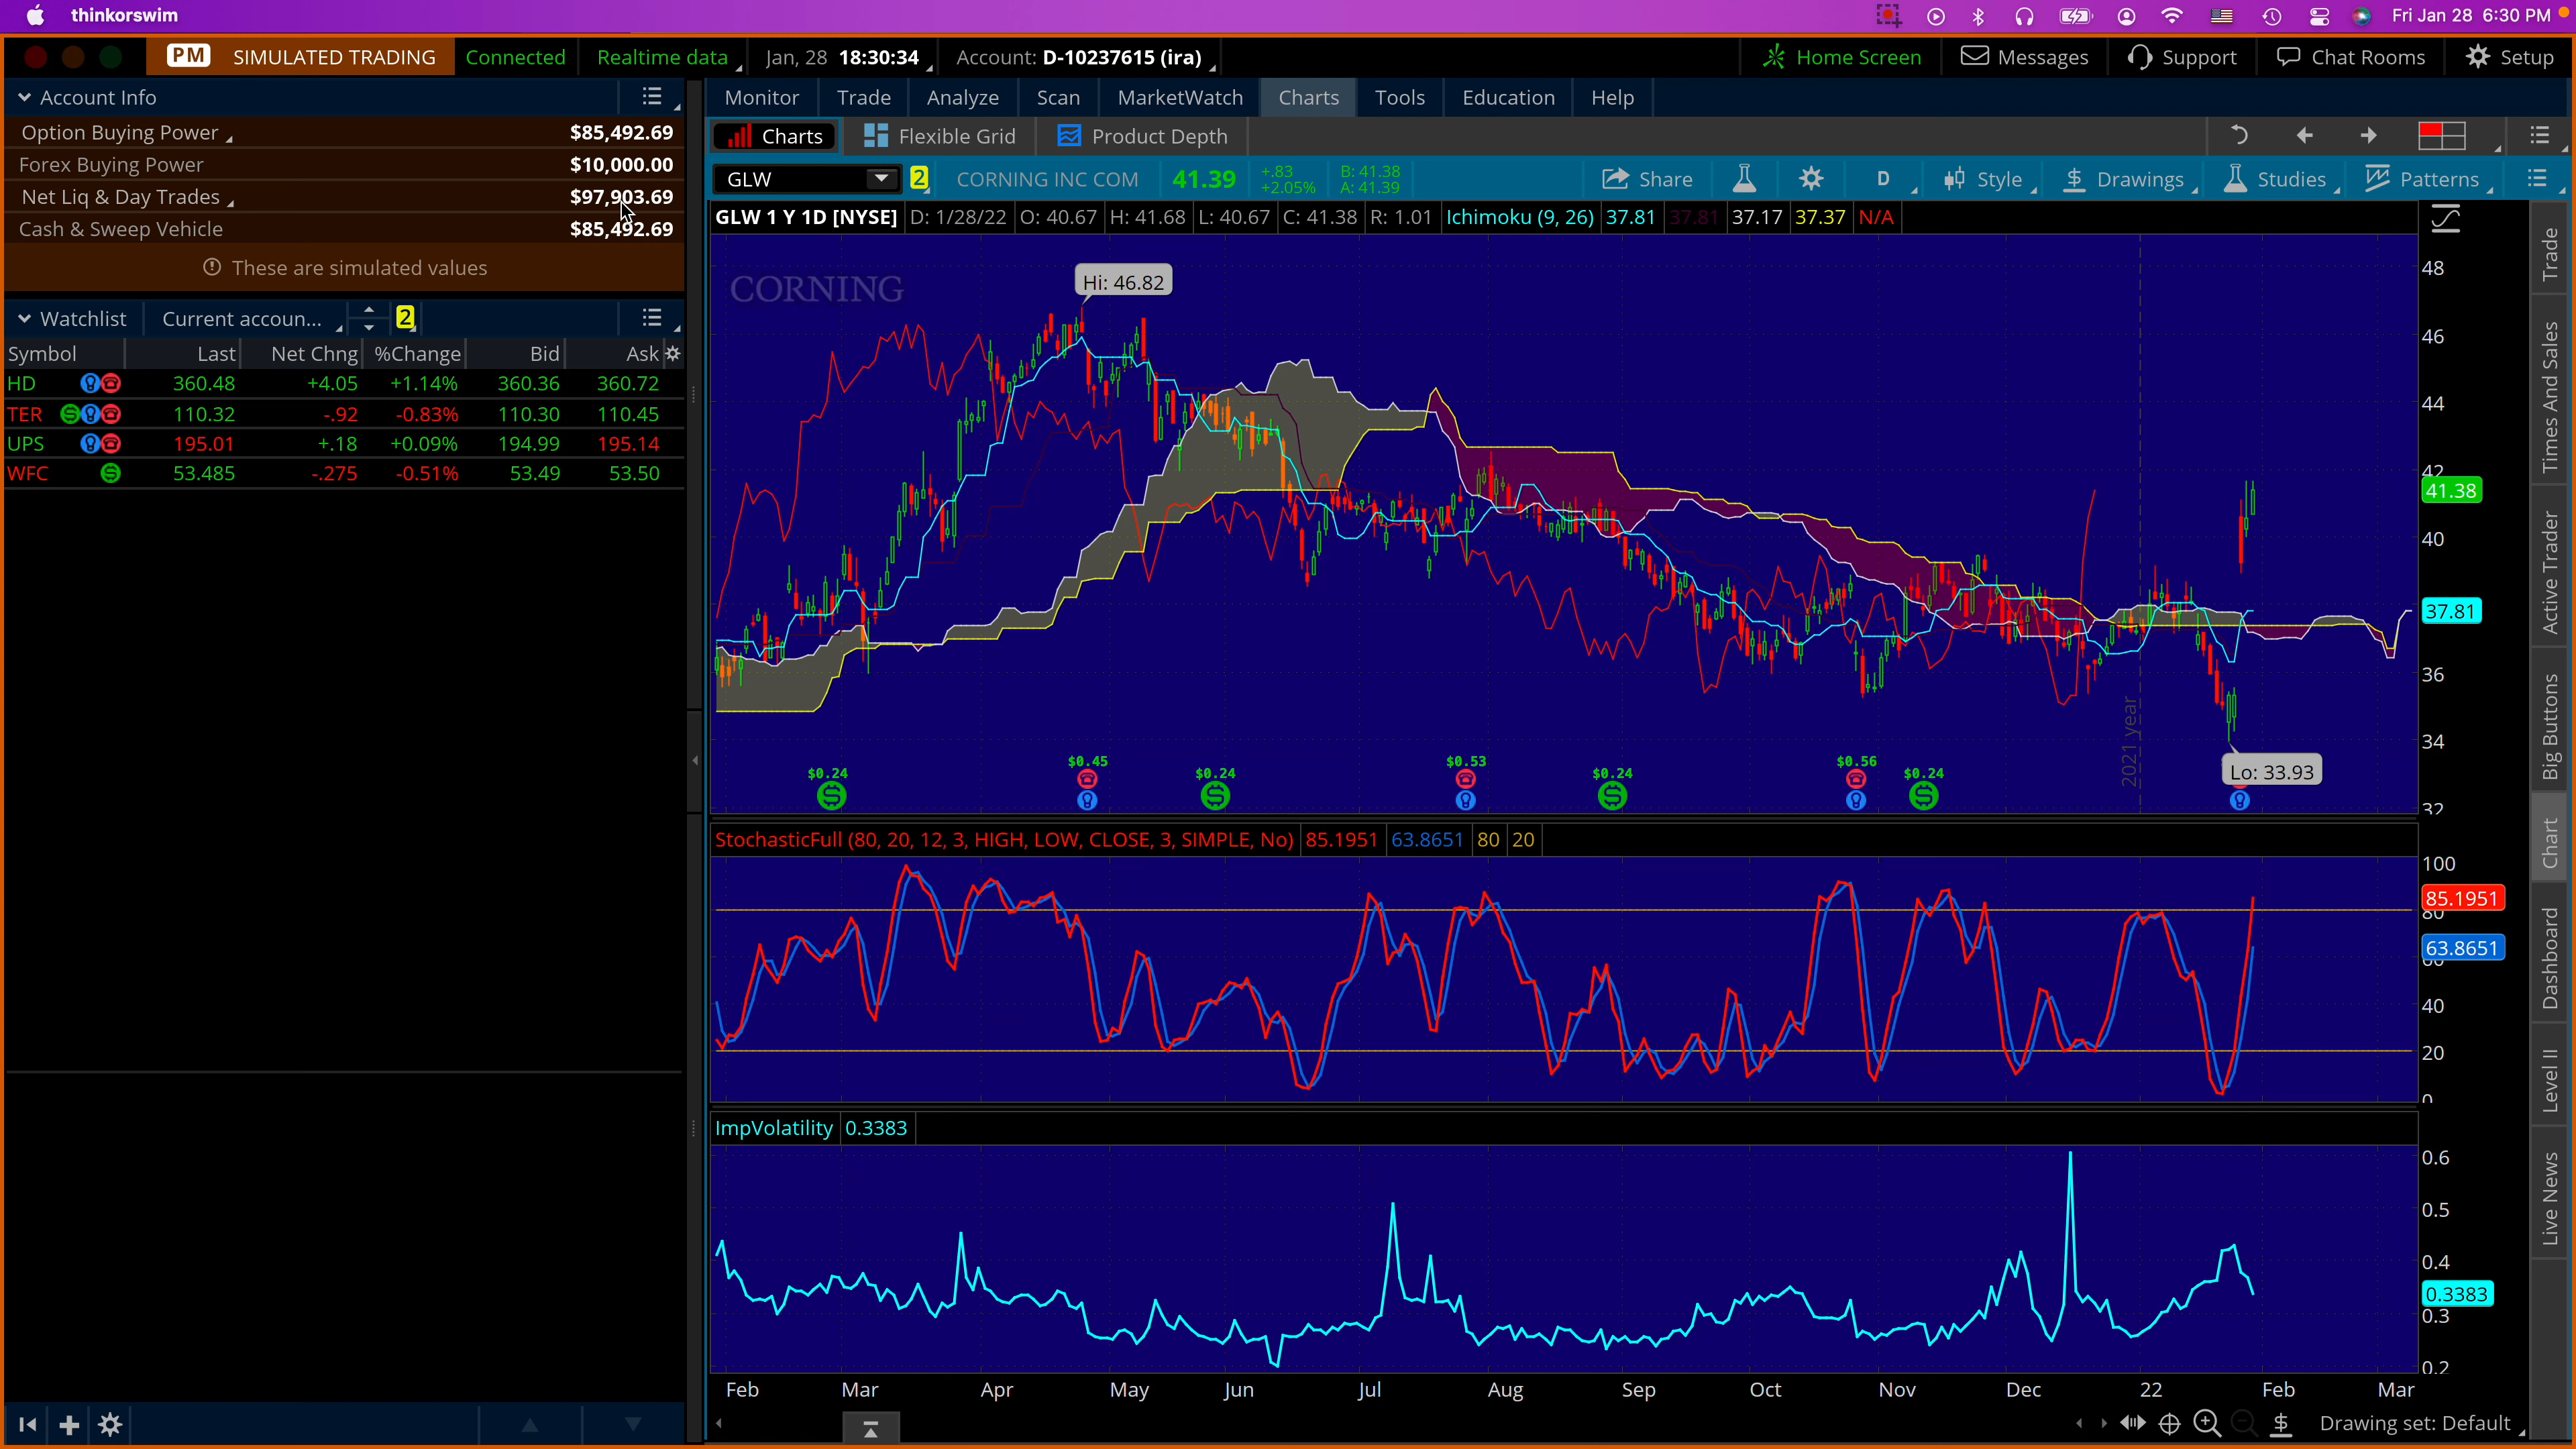 thinkorswim
Fri Jan 28 6:30 PM
PM SIMULATED TRADING Connected Realtime data Jan, 28 18:30:34 Account: D-10237615 (ira) Home Screen Messages Support Chat Rooms Setup
Account Info
Option Buying Power $85,492.69
Forex Buying Power $10,000.00
Net Liq & Day Trades $97,903.69
Cash & Sweep Vehicle $85,492.69
These are simulated values
Watchlist Current accoun... 2
Symbol Last Net Chng %Change Bid Ask
HD 360.48 +4.05 +1.14% 360.36 360.72
TER 110.32 -.92 -0.83% 110.30 110.45
UPS 195.01 +.18 +0.09% 194.99 195.14
WFC 53.485 -.275 -0.51% 53.49 53.50
Monitor Trade Analyze Scan MarketWatch Charts Tools Education Help
Charts Flexible Grid Product Depth
GLW 2 CORNING INC COM 41.39 +.83 +2.05% B: 41.38 A: 41.39 Share D Style Drawings Studies Patterns
GLW 1 Y 1D [NYSE] D: 1/28/22 O: 40.67 H: 41.68 L: 40.67 C: 41.38 R: 1.01 Ichimoku (9, 26) 37.81 37.81 37.17 37.37 N/A
CORNING
Hi: 46.82
48
46
44
42
41.38
40
37.81
36
34
32
2021 year
Lo: 33.93
$0.24 $0.45 $0.24 $0.53 $0.24 $0.56 $0.24
StochasticFull (80, 20, 12, 3, HIGH, LOW, CLOSE, 3, SIMPLE, No) 85.1951 63.8651 80 20
100
85.1951
80
63.8651
60
40
20
0
ImpVolatility 0.3383
0.6
0.5
0.4
0.3383
0.3
0.2
Feb Mar Apr May Jun Jul Aug Sep Oct Nov Dec 22 Feb Mar
Drawing set: Default
Trade
Times And Sales
Active Trader
Big Buttons
Chart
Dashboard
Level II
Live News